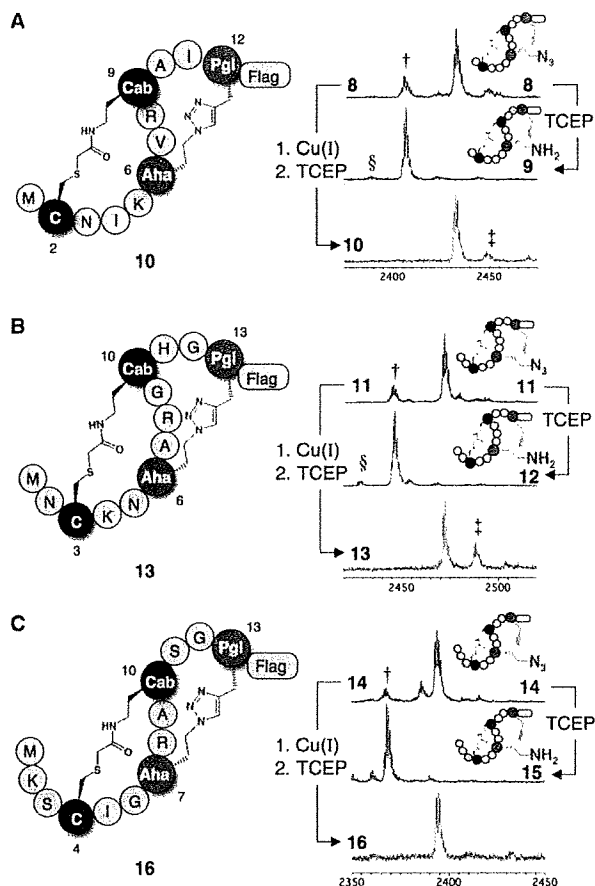 A
12
A I Pgl Flag
9
Cab
R
HN
O
S
V
N=N
N
6
Aha
M
C N I K
2
10
† 8 8
N3
TCEP
1. Cu(I)
2. TCEP
§ NH2
9
10 ‡
2400 2450
B
13
H G Pgl Flag
10
Cab
G
HN
O
S
R
N=N
N
A
M
N
Aha
6
C K N
3
13
11 † 11
N3
TCEP
1. Cu(I)
2. TCEP
§ NH2
12
13 ‡
2450 2500
C
13
S G Pgl Flag
10
Cab
A
HN
O
S
R
N=N
N
M
K
S
Aha
7
C I G
4
16
14 † 14
N3
TCEP
1. Cu(I)
2. TCEP
NH2
15
16
2350 2400 2450